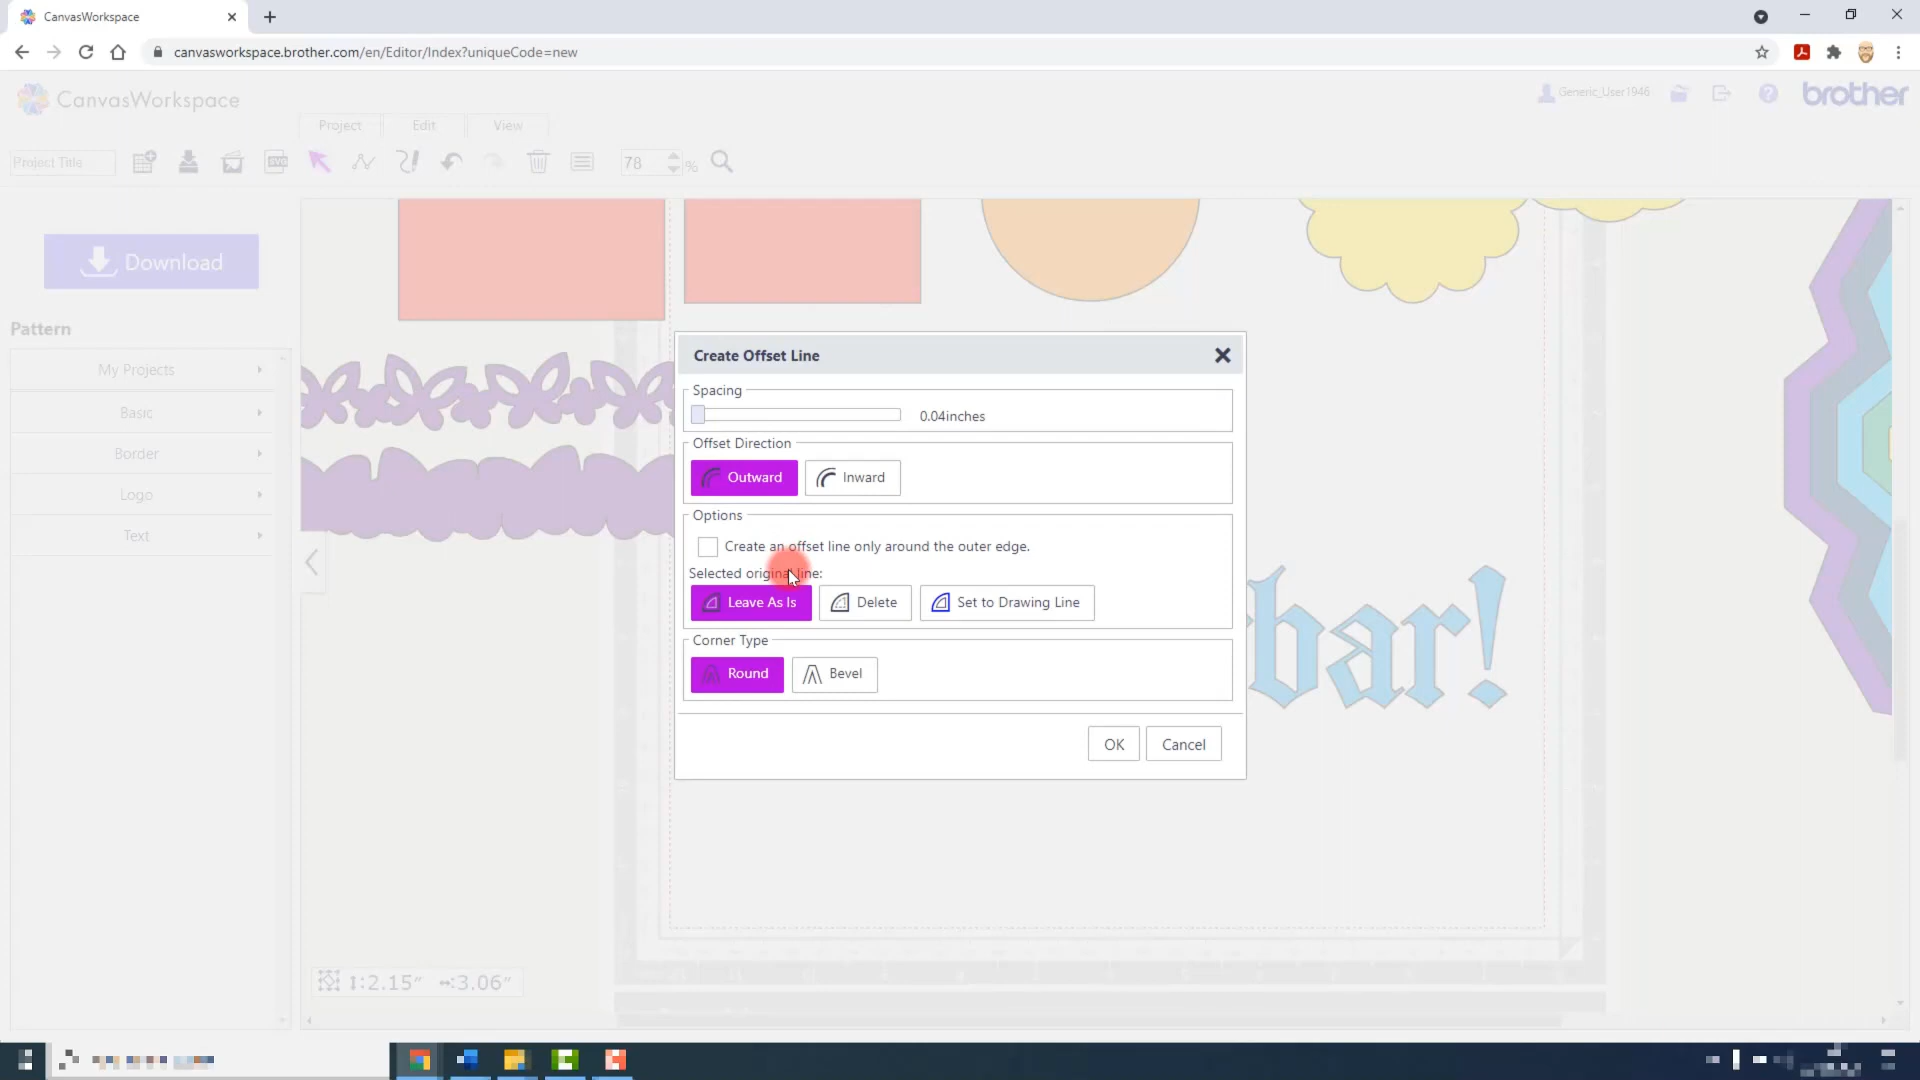 CanvasWorkspace
canvasworkspace.brother.com/en/Editor/Index?uniqueCode=new
CanvasWorkspace
Generic_User1946
brother
Project
Edit
View
Project Title
SVG
78
%
Download
Pattern
My Projects
Basic
Border
Logo
Text
Create Offset Line
Spacing
0.04inches
Offset Direction
Outward
Inward
Options
Create an offset line only around the outer edge.
Selected original line:
Leave As Is
Delete
Set to Drawing Line
Corner Type
Round
Bevel
OK
Cancel
bar!
2.15″
3.06″